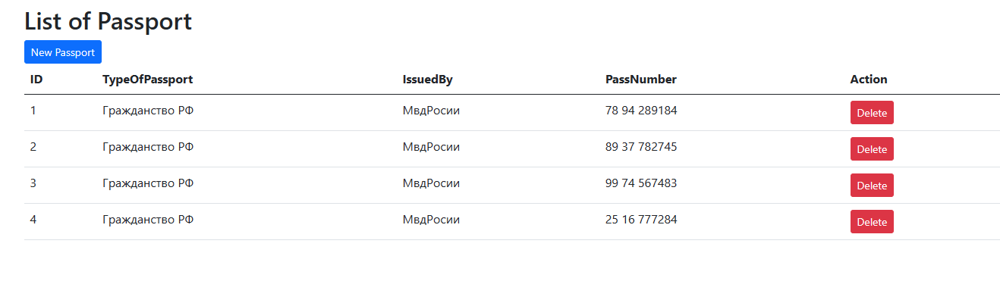 List of Passport
New Passport
ID TypeOfPassport IssuedBy PassNumber Action
1 Гражданство РФ МвдРосии 78 94 289184 Delete
2 Гражданство РФ МвдРосии 89 37 782745 Delete
3 Гражданство РФ МвдРосии 99 74 567483 Delete
4 Гражданство РФ МвдРосии 25 16 777284 Delete